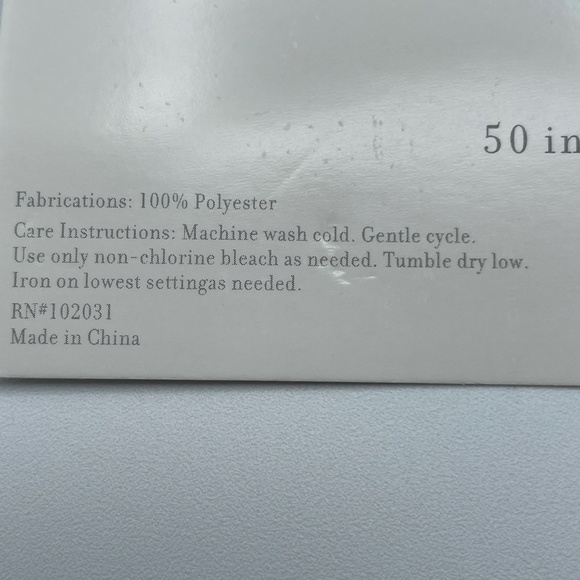 50 in
Fabrications: 100% Polyester
Care Instructions: Machine wash cold. Gentle cycle.
Use only non-chlorine bleach as needed. Tumble dry low.
Iron on lowest settingas needed.
RN#102031
Made in China